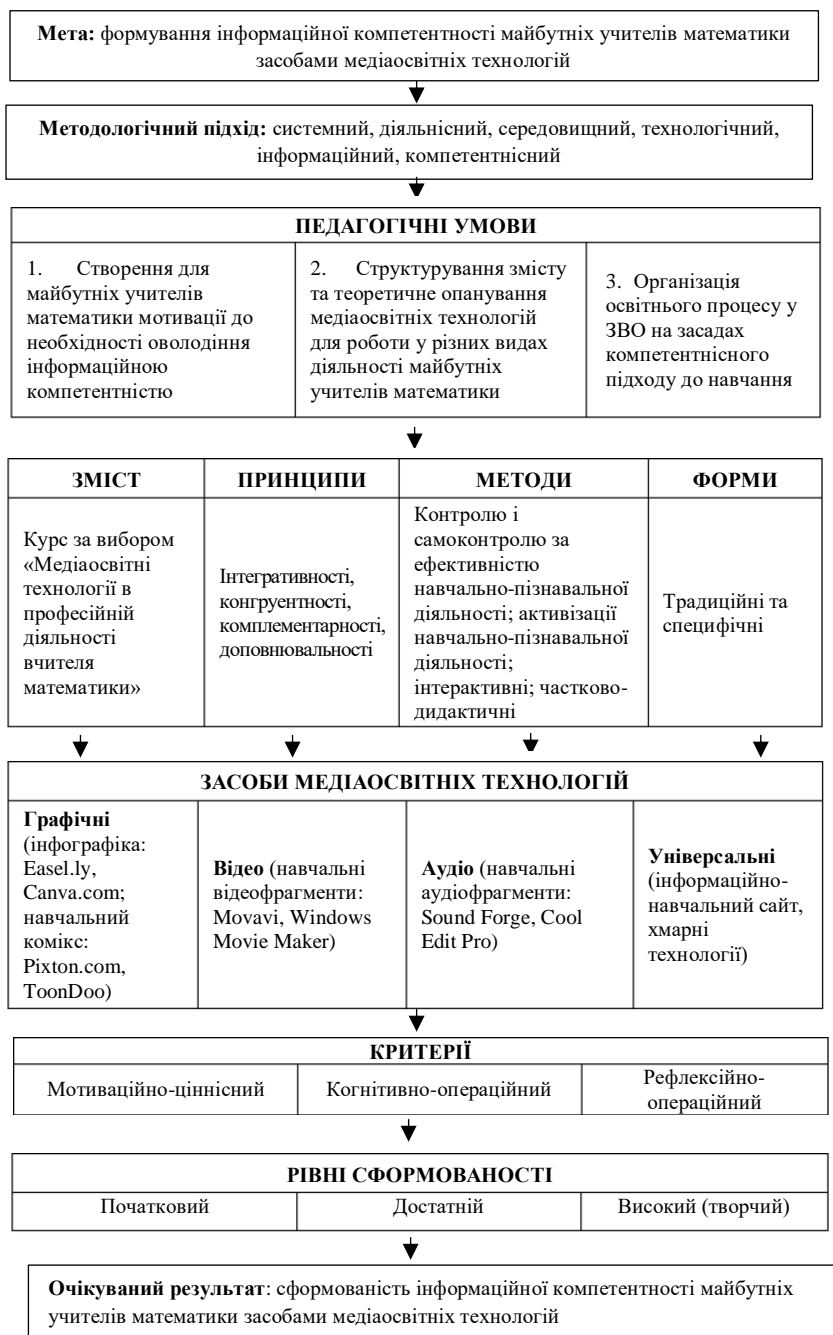 Мета: формування інформаційної компетентності майбутніх учителів математики
засобами медіаосвітніх технологій
Методологічний підхід: системний, діяльнісний, середовищний, технологічний,
інформаційний, компетентнісний
ПЕДАГОГІЧНІ УМОВИ
1. Створення для
майбутніх учителів
математики мотивації до
необхідності оволодіння
інформаційною
компетентністю
2. Структурування змісту
та теоретичне опанування
медіаосвітніх технологій
для роботи у різних видах
діяльності майбутніх
учителів математики
3. Організація
освітнього процесу у
ЗВО на засадах
компетентнісного
підходу до навчання
ЗМІСТ
Курс за вибором
«Медіаосвітні
технології в
професійній
діяльності
вчителя
математики»
ПРИНЦИПИ
Інтегративності,
конгруентності,
комплементарності,
доповнювальності
МЕТОДИ
Контролю і
самоконтролю за
ефективністю
навчально-пізнавальної
діяльності; активізації
навчально-пізнавальної
діяльності;
інтерактивні; частково-
дидактичні
ФОРМИ
Традиційні та
специфічні
ЗАСОБИ МЕДІАОСВІТНІХ ТЕХНОЛОГІЙ
Графічні
(інфографіка:
Easel.ly,
Canva.com;
навчальний
комікс:
Pixton.com,
ToonDoo)
Відео (навчальні
відеофрагменти:
Movavi, Windows
Movie Maker)
Аудіо (навчальні
аудіофрагменти:
Sound Forge, Cool
Edit Pro)
Універсальні
(інформаційно-
навчальний сайт,
хмарні
технології)
КРИТЕРІЇ
Мотиваційно-ціннісний
Когнітивно-операційний
Рефлексійно-
операційний
РІВНІ СФОРМОВАНОСТІ
Початковий
Достатній
Високий (творчий)
Очікуваний результат: сформованість інформаційної компетентності майбутніх
учителів математики засобами медіаосвітніх технологій